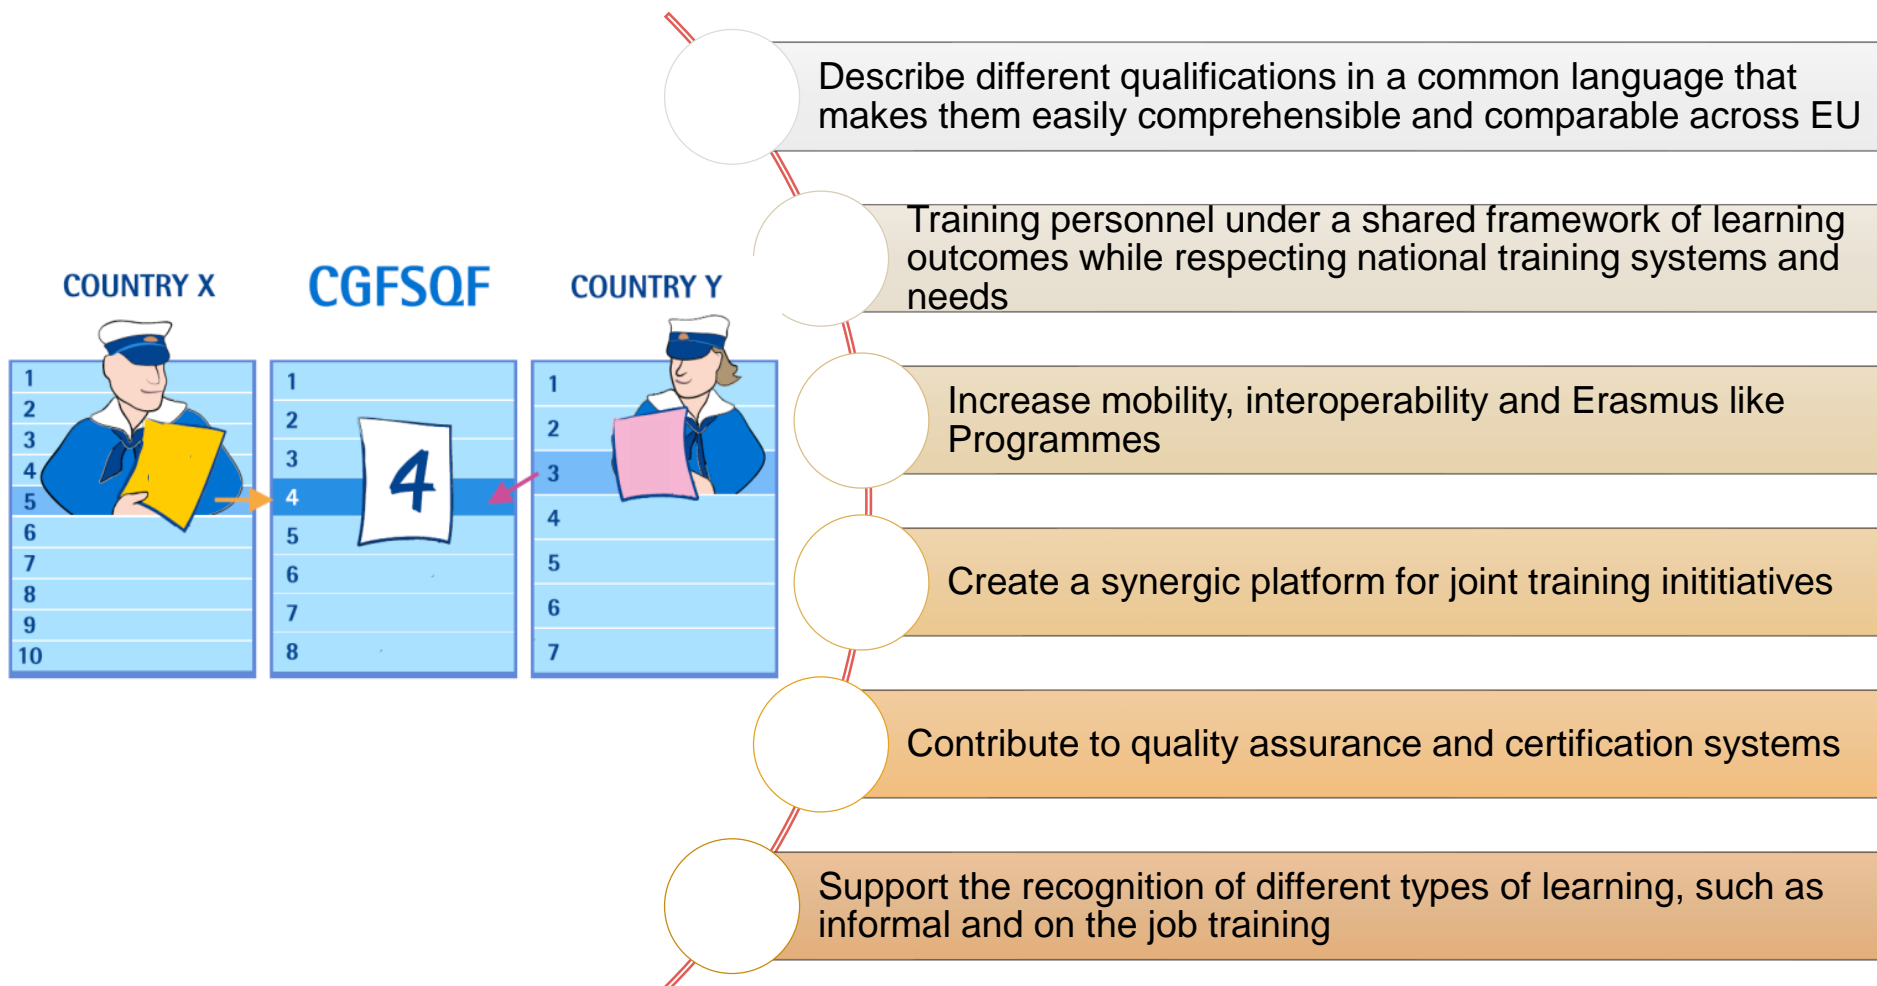 COUNTRY X
1
2
3
4
5
6
7
8
9
10
CGFSQF
1
2
3
4
5
6
7
8
4
COUNTRY Y
1
2
3
4
5
6
7
Describe different qualifications in a common language that
makes them easily comprehensible and comparable across EU
Training personnel under a shared framework of learning
outcomes while respecting national training systems and
needs
Increase mobility, interoperability and Erasmus like
Programmes
Create a synergic platform for joint training inititiatives
Contribute to quality assurance and certification systems
Support the recognition of different types of learning, such as
informal and on the job training